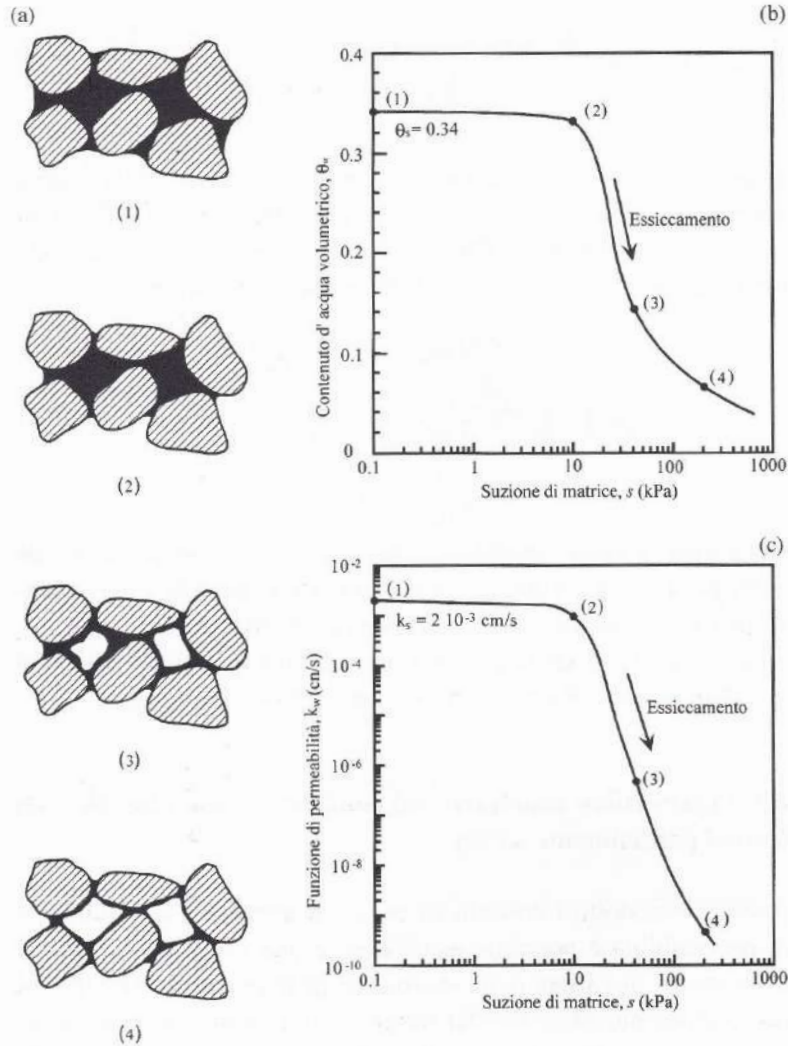 (a)
(1)
(2)
(3)
(4)
(b)
0.4
0.3
0.2
0.1
0
Contenuto d' acqua volumetrico, θw
(1)
θs= 0.34
(2)
Essiccamento
(3)
(4)
0.1
1
10
100
1000
Suzione di matrice, s (kPa)
(c)
10-2
10-4
10-6
10-8
10-10
Funzione di permeabilità, kw (cn/s)
(1)
ks = 2 10-3 cm/s
(2)
Essiccamento
(3)
(4)
0.1
1
10
100
1000
Suzione di matrice, s (kPa)